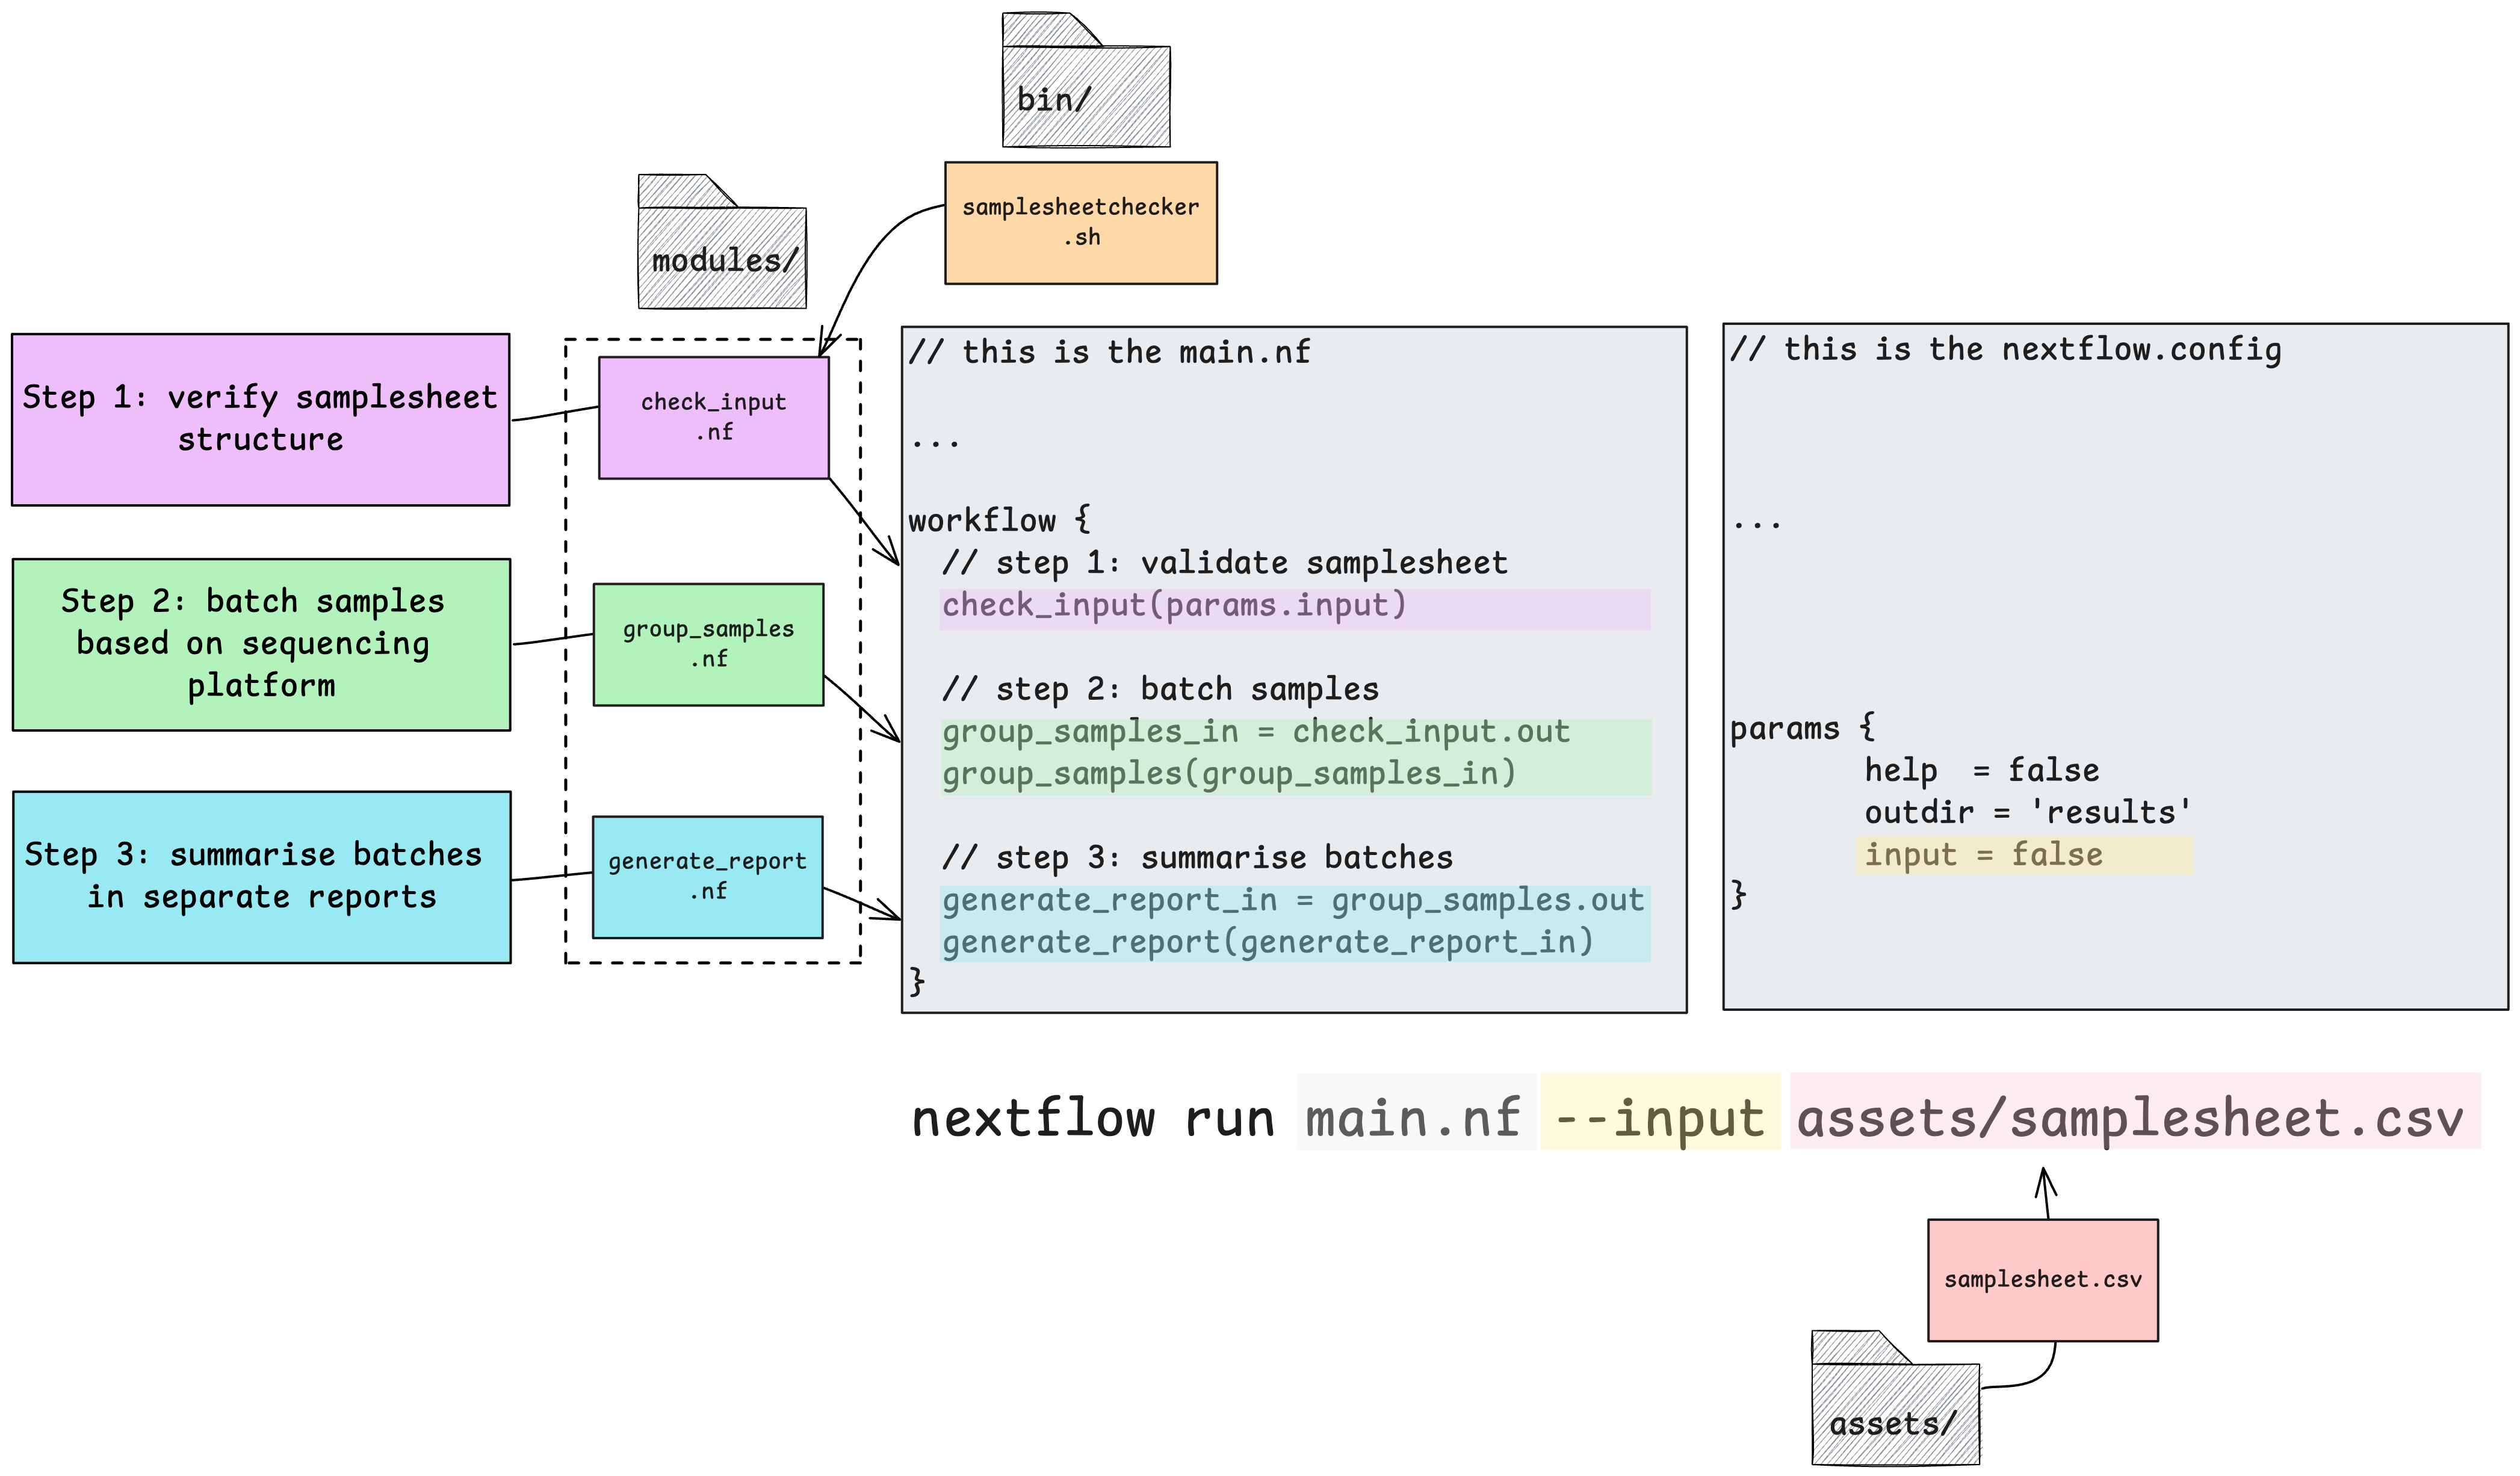 bin/
samplesheetchecker
.sh
modules/
Step 1: verify samplesheet
structure
check_input
.nf
Step 2: batch samples
based on sequencing
platform
group_samples
.nf
Step 3: summarise batches
in separate reports
generate_report
.nf
// this is the main.nf
...
workflow {
// step 1: validate samplesheet
check_input(params.input)
// step 2: batch samples
group_samples_in = check_input.out
group_samples(group_samples_in)
// step 3: summarise batches
generate_report_in = group_samples.out
generate_report(generate_report_in)
}
// this is the nextflow.config
...
params {
help  = false
outdir = 'results'
input = false
}
nextflow run main.nf --input assets/samplesheet.csv
samplesheet.csv
assets/